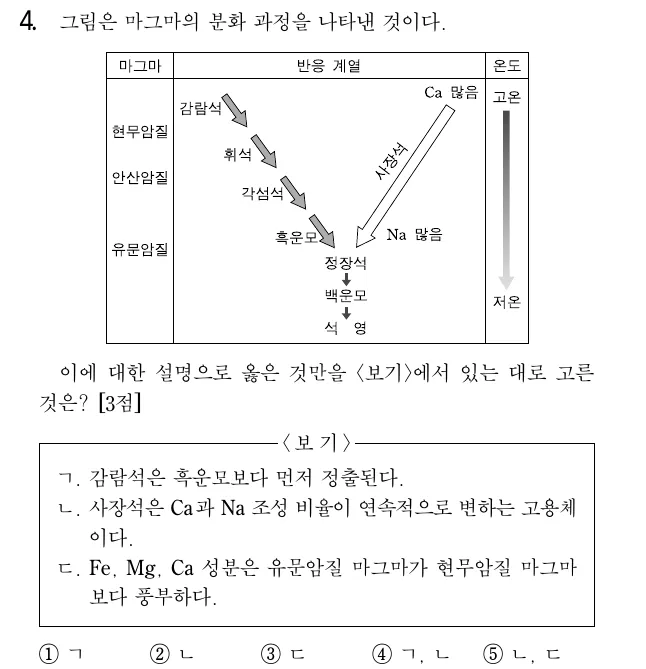 4. 그림은 마그마의 분화 과정을 나타낸 것이다.
마그마 반응 계열 온도
감람석 Ca 많음 고온
현무암질
휘석 사장석
안산암질
각섬석
흑운모 Na 많음
유문암질
정장석
백운모 저온
석 영
이에 대한 설명으로 옳은 것만을 〈보기〉에서 있는 대로 고른
것은? [3점]
〈보 기〉
ㄱ. 감람석은 흑운모보다 먼저 정출된다.
ㄴ. 사장석은 Ca과 Na 조성 비율이 연속적으로 변하는 고용체
이다.
ㄷ. Fe, Mg, Ca 성분은 유문암질 마그마가 현무암질 마그마
보다 풍부하다.
① ㄱ ② ㄴ ③ ㄷ ④ ㄱ, ㄴ ⑤ ㄴ, ㄷ